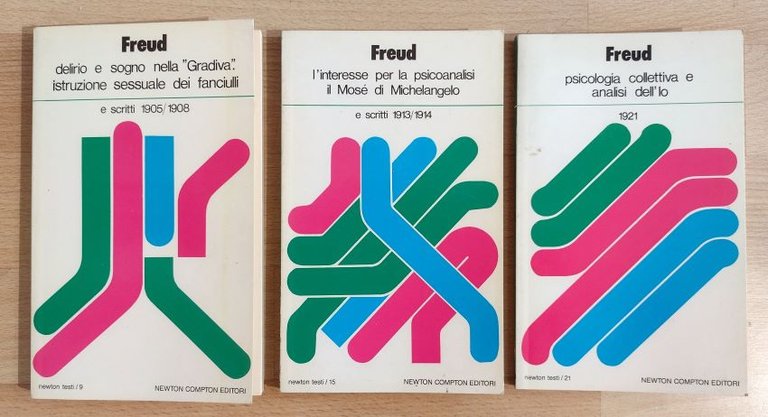 Freud
delirio e sogno nella "Gradiva".
istruzione sessuale dei fanciulli
e scritti 1905/1908
newton testi/9
NEWTON COMPTON EDITORI
Freud
l'interesse per la psicoanalisi
il Mosé di Michelangelo
e scritti 1913/1914
newton testi/15
NEWTON COMPTON EDITORI
Freud
psicologia collettiva e
analisi dell'Io
1921
newton testi/21
NEWTON COMPTON EDITORI